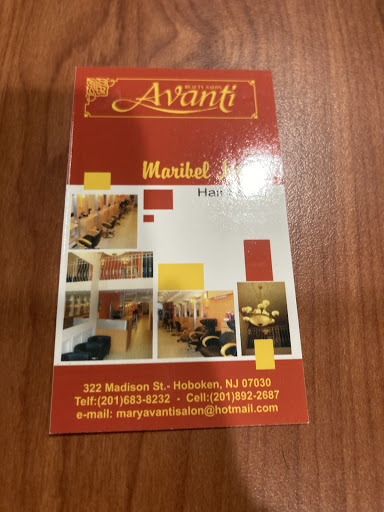 BEAUTY SALON
Avanti
Maribel
Hair
322 Madison St.- Hoboken, NJ 07030
Telf:(201)683-8232 - Cell:(201)892-2687
e-mail: maryavantisalon@hotmail.com